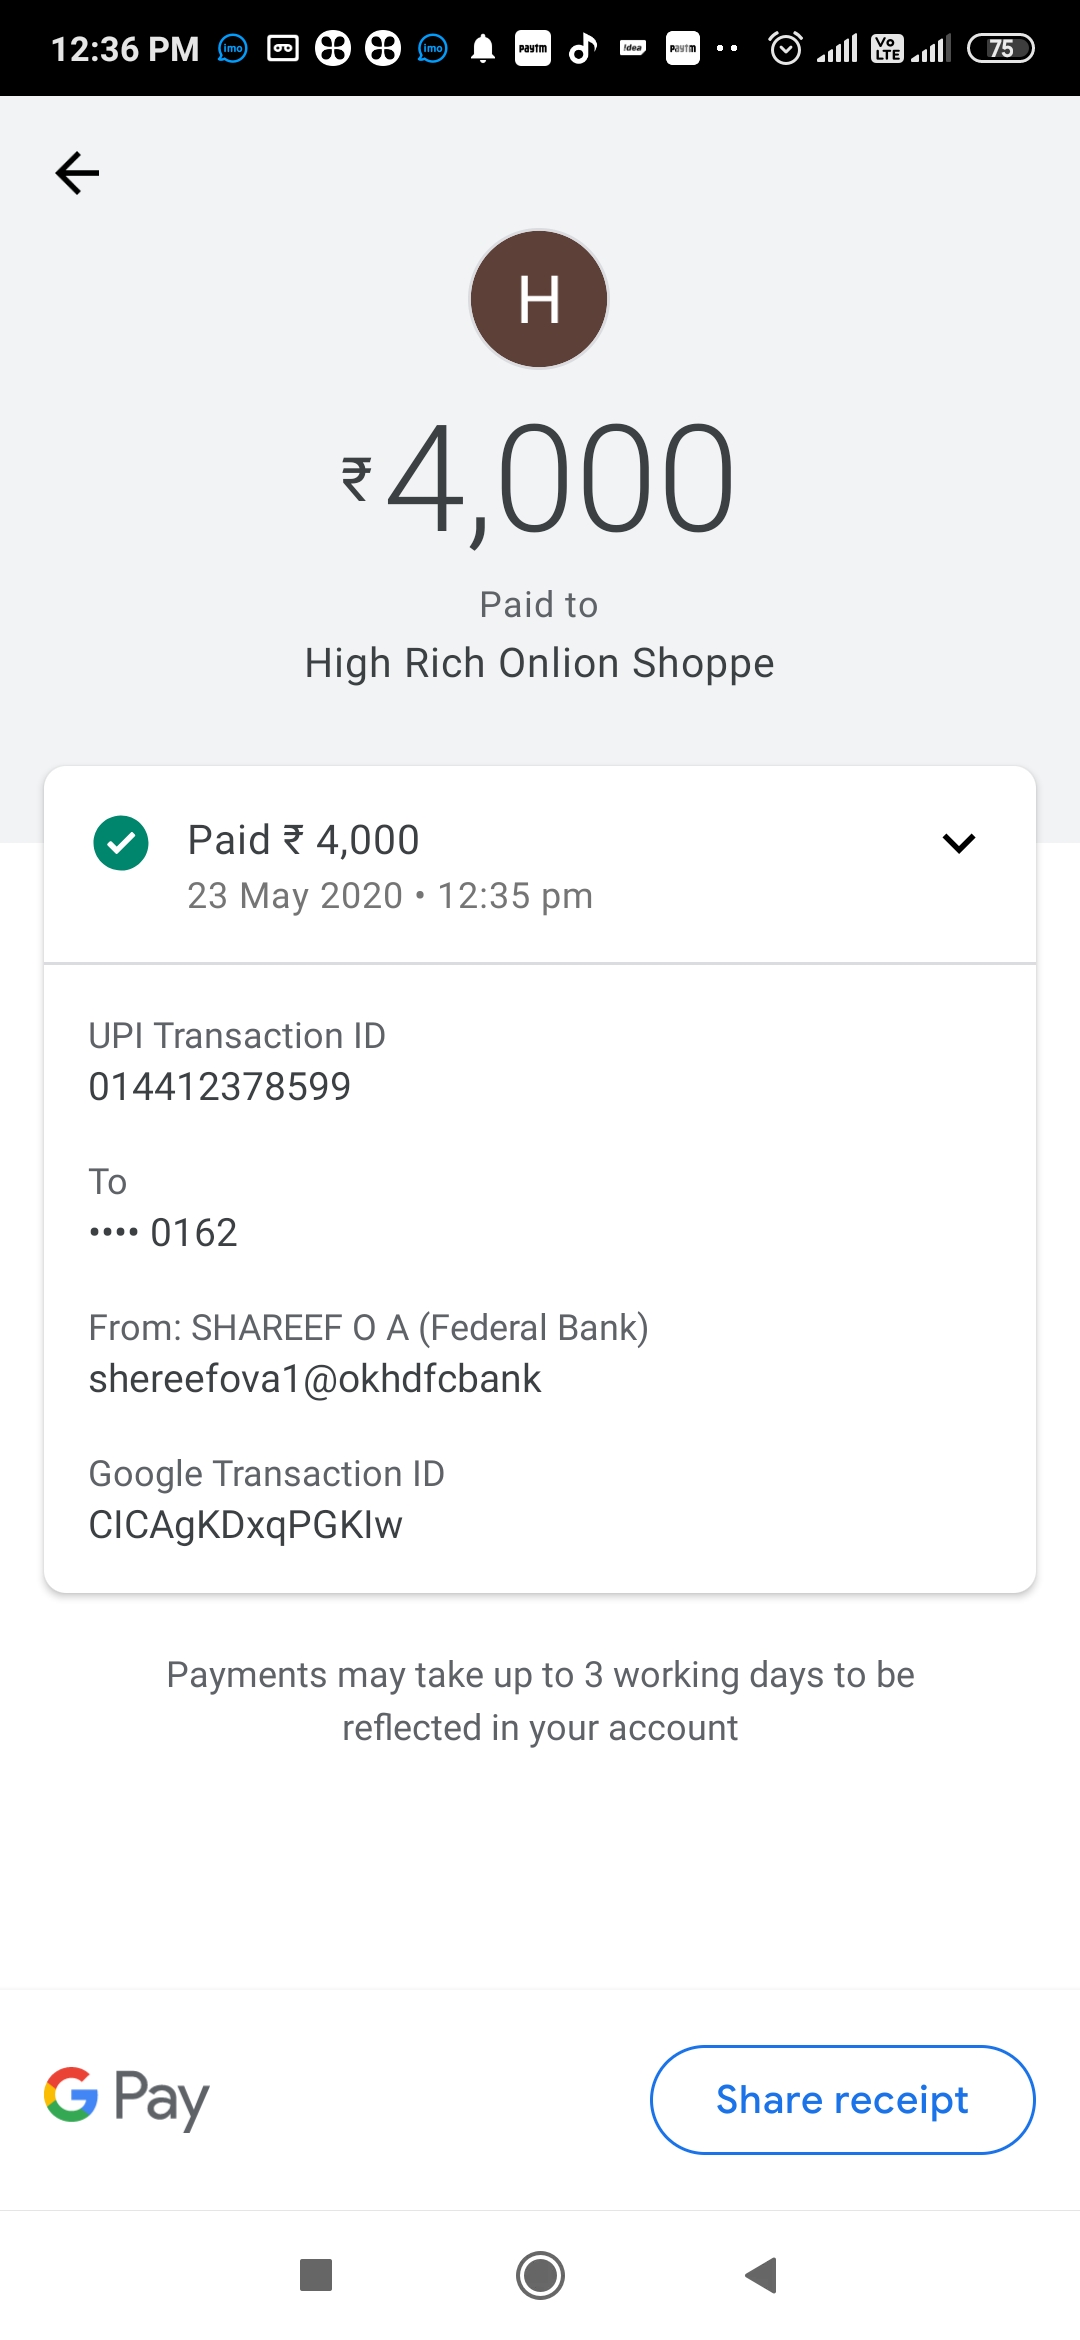 12:36 PM imo imo Paytm !dea Paytm Vo LTE 75
H
₹4,000
Paid to
High Rich Onlion Shoppe
Paid ₹ 4,000
23 May 2020 • 12:35 pm
UPI Transaction ID
014412378599
To
•••• 0162
From: SHAREEF O A (Federal Bank)
shereefova1@okhdfcbank
Google Transaction ID
CICAgKDxqPGKIw
Payments may take up to 3 working days to be
reflected in your account
G Pay
Share receipt